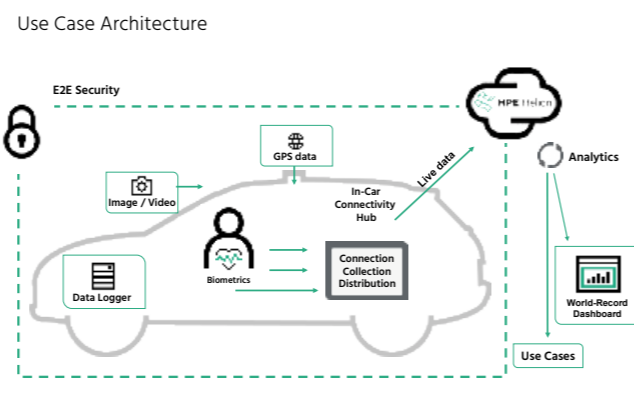 Use Case Architecture
E2E Security
HPE Helion
GPS data
Analytics
Live data
Image / Video
In-Car
Connectivity
Hub
Biometrics
Connection
Collection
Distribution
Data Logger
World-Record
Dashboard
Use Cases